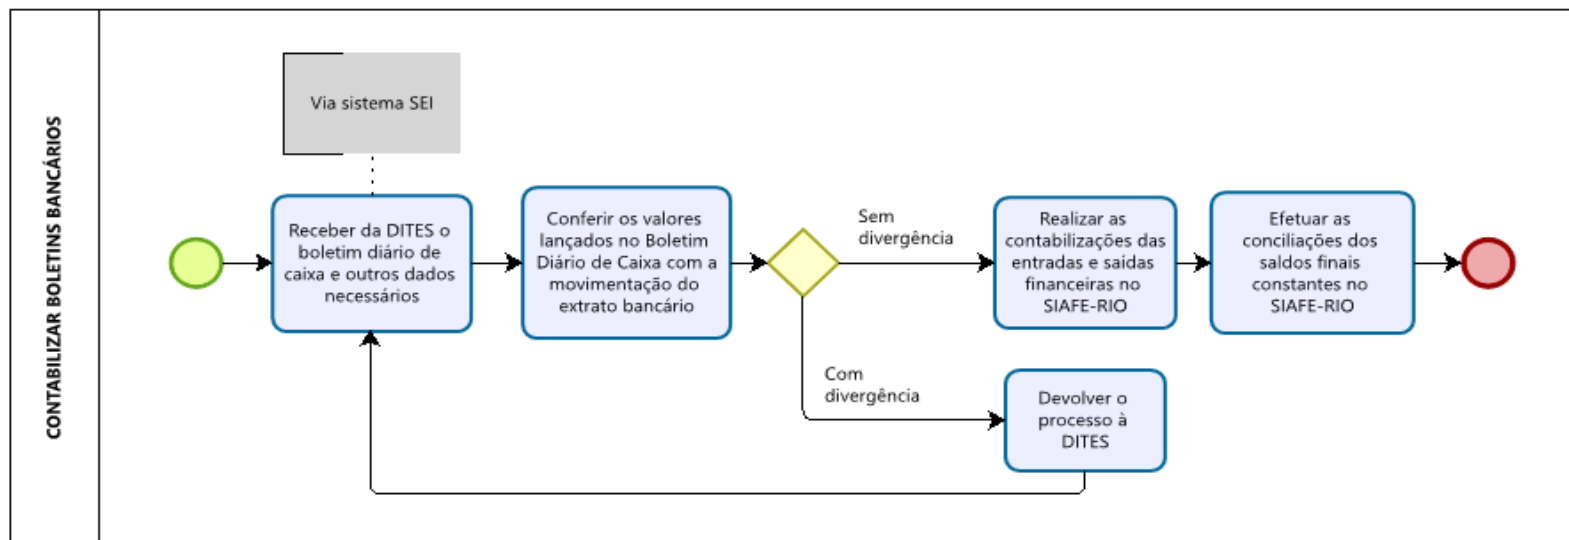 CONTABILIZAR BOLETINS BANCÁRIOS
Via sistema SEI
Receber da DITES o
boletim diário de
caixa e outros dados
necessários
Conferir os valores
lançados no Boletim
Diário de Caixa com a
movimentação do
extrato bancário
Sem
divergência
Realizar as
contabilizações das
entradas e saídas
financeiras no
SIAFE-RIO
Efetuar as
conciliações dos
saldos finais
constantes no
SIAFE-RIO
Com
divergência
Devolver o
processo à
DITES